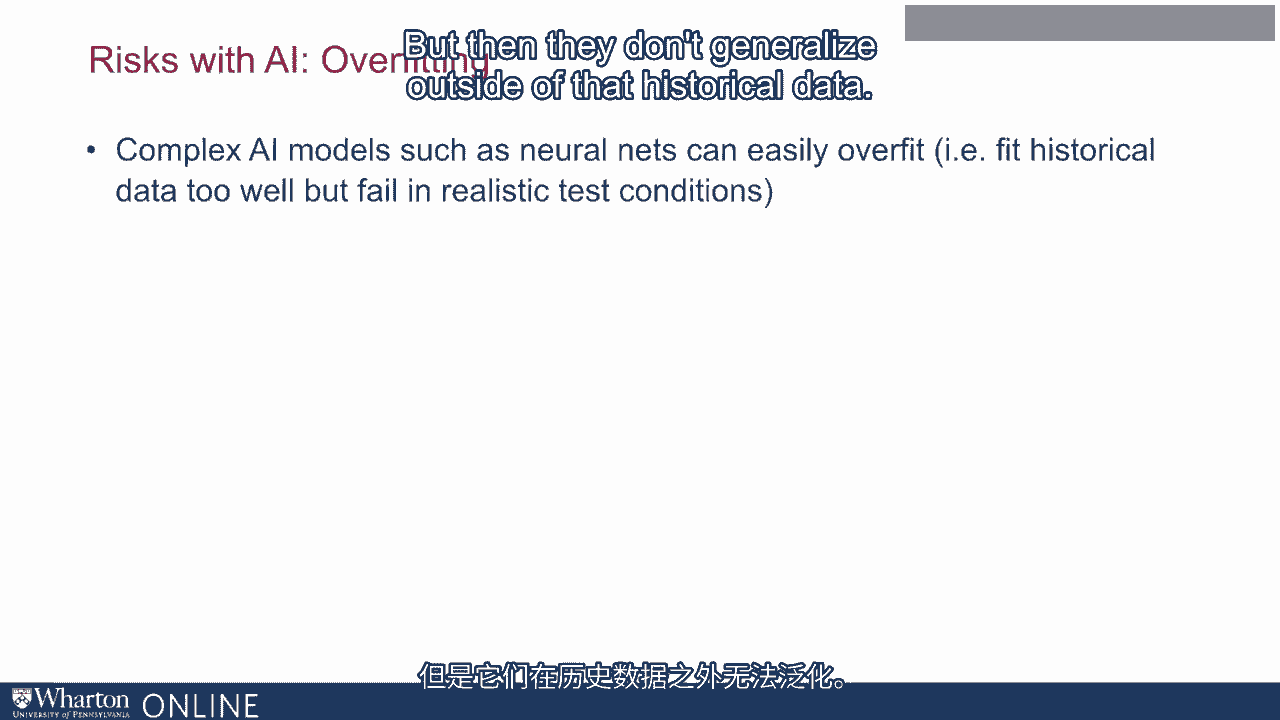 Risks with AI: Overfitting
But then they don't generalize
outside of that historical data.
• Complex AI models such as neural nets can easily overfit (i.e. fit historical
data too well but fail in realistic test conditions)
但是它们在历史数据之外无法泛化。
Wharton ONLINE
UNIVERSITY of PENNSYLVANIA